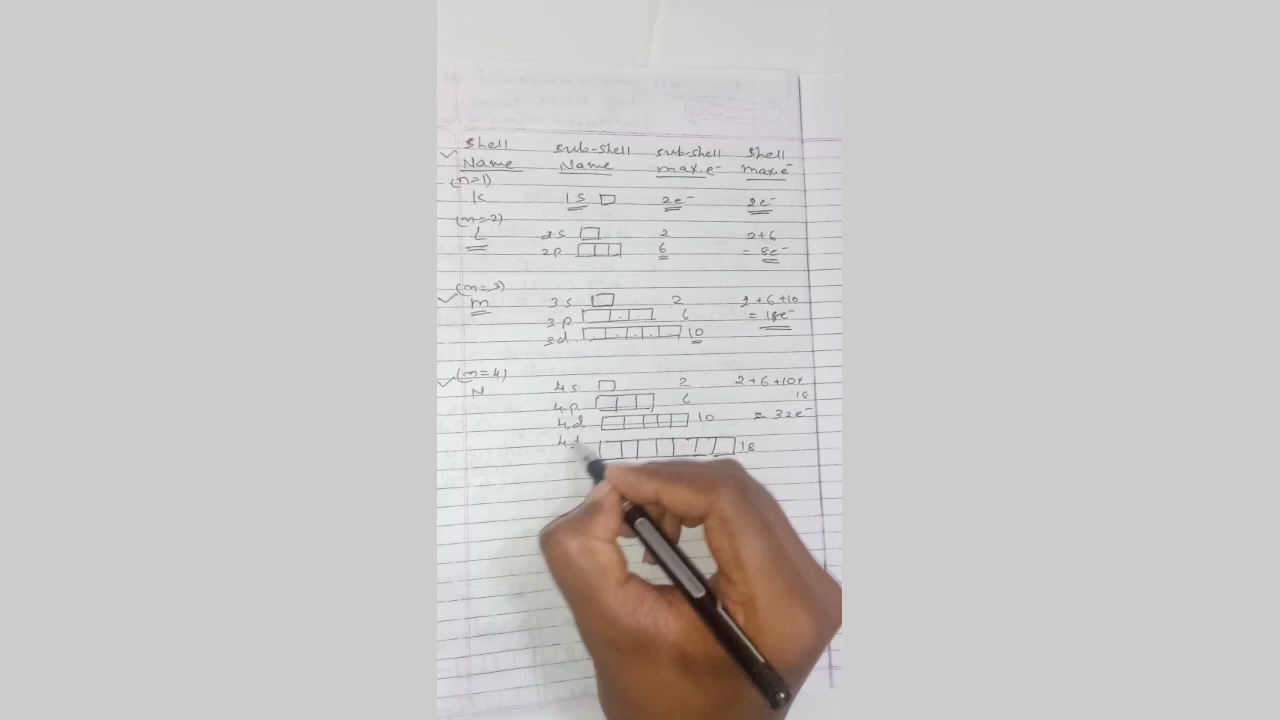 Shell sub-shell sub-shell Shell
Name Name max.e⁻ max.e⁻
(n=1)
K 1s 2e⁻ 2e⁻
(n=2)
L 2s 2 2+6
2p 6 = 8e⁻
(n=3)
m 3s 2 2+6+10
3p 6 = 18e⁻
3d 10
(n=4)
N 4s 2 2+6+10+
4p 6
4d 10 = 32e⁻